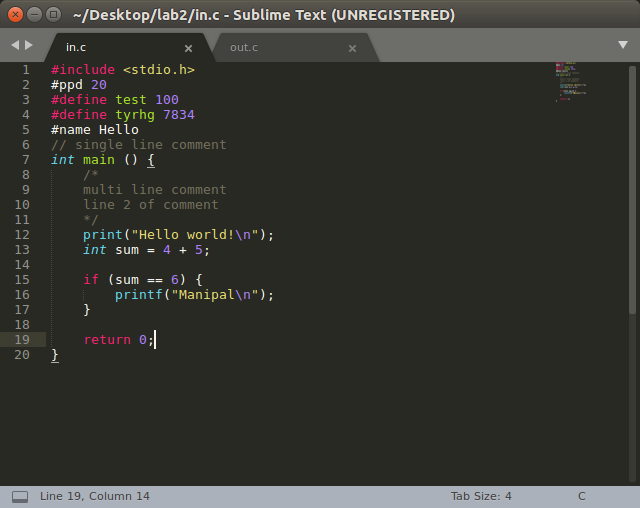 ~/Desktop/lab2/in.c - Sublime Text (UNREGISTERED)
in.c × out.c ×
1 #include <stdio.h>
2 #ppd 20
3 #define test 100
4 #define tyrhg 7834
5 #name Hello
6 // single line comment
7 int main () {
8 /*
9 multi line comment
10 line 2 of comment
11 */
12 print("Hello world!\n");
13 int sum = 4 + 5;
14
15 if (sum == 6) {
16 printf("Manipal\n");
17 }
18
19 return 0;
20 }
Line 19, Column 14 Tab Size: 4 C